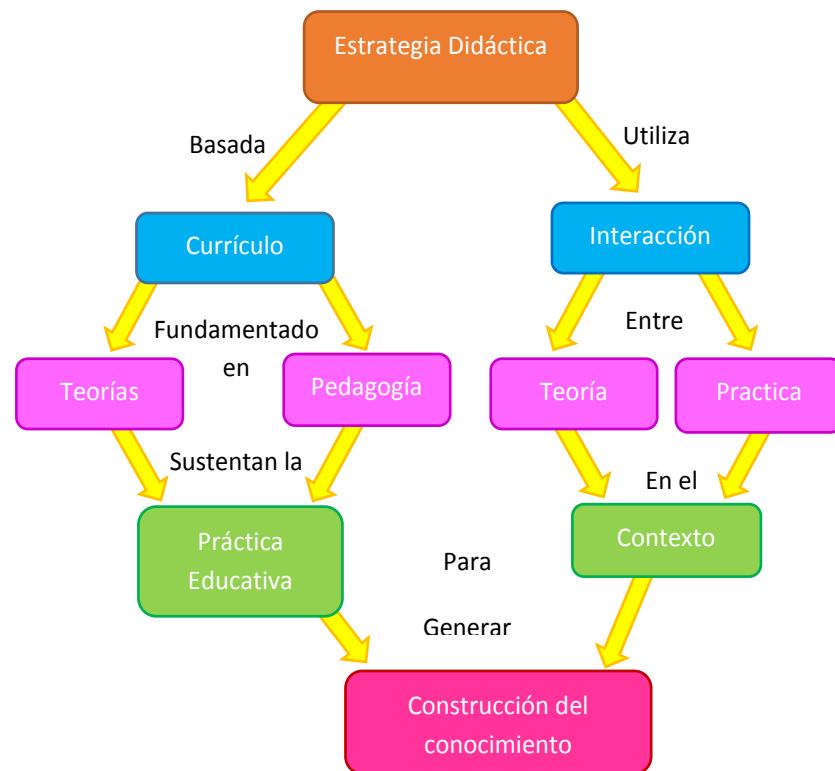 Estrategia Didáctica
Basada
Utiliza
Currículo
Interacción
Fundamentado
en
Entre
Teorías
Pedagogía
Teoría
Practica
Sustentan la
En el
Práctica
Educativa
Contexto
Para
Generar
Construcción del
conocimiento